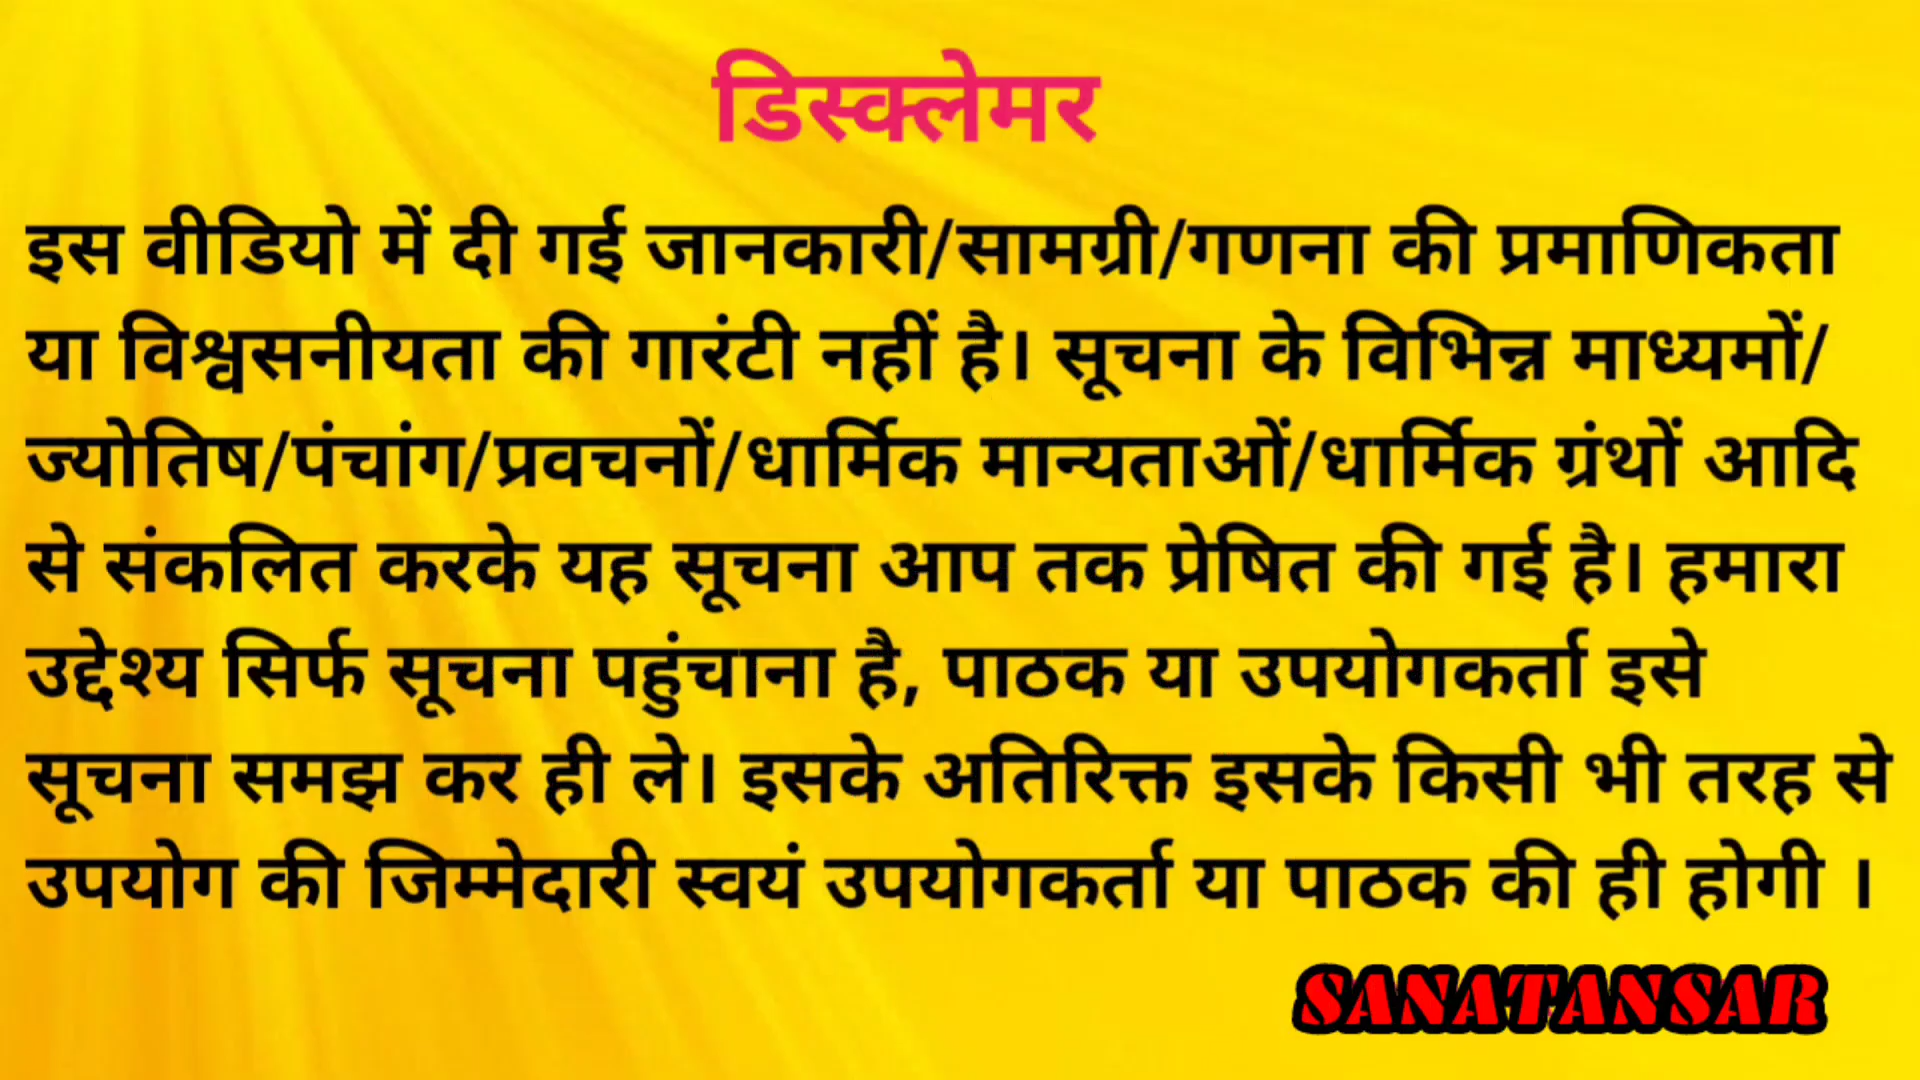 डिस्क्लेमर
इस वीडियो में दी गई जानकारी/सामग्री/गणना की प्रमाणिकता
या विश्वसनीयता की गारंटी नहीं है। सूचना के विभिन्न माध्यमों/
ज्योतिष/पंचांग/प्रवचनों/धार्मिक मान्यताओं/धार्मिक ग्रंथों आदि
से संकलित करके यह सूचना आप तक प्रेषित की गई है। हमारा
उद्देश्य सिर्फ सूचना पहुंचाना है, पाठक या उपयोगकर्ता इसे
सूचना समझ कर ही ले। इसके अतिरिक्त इसके किसी भी तरह से
उपयोग की जिम्मेदारी स्वयं उपयोगकर्ता या पाठक की ही होगी ।
SANATANSAR